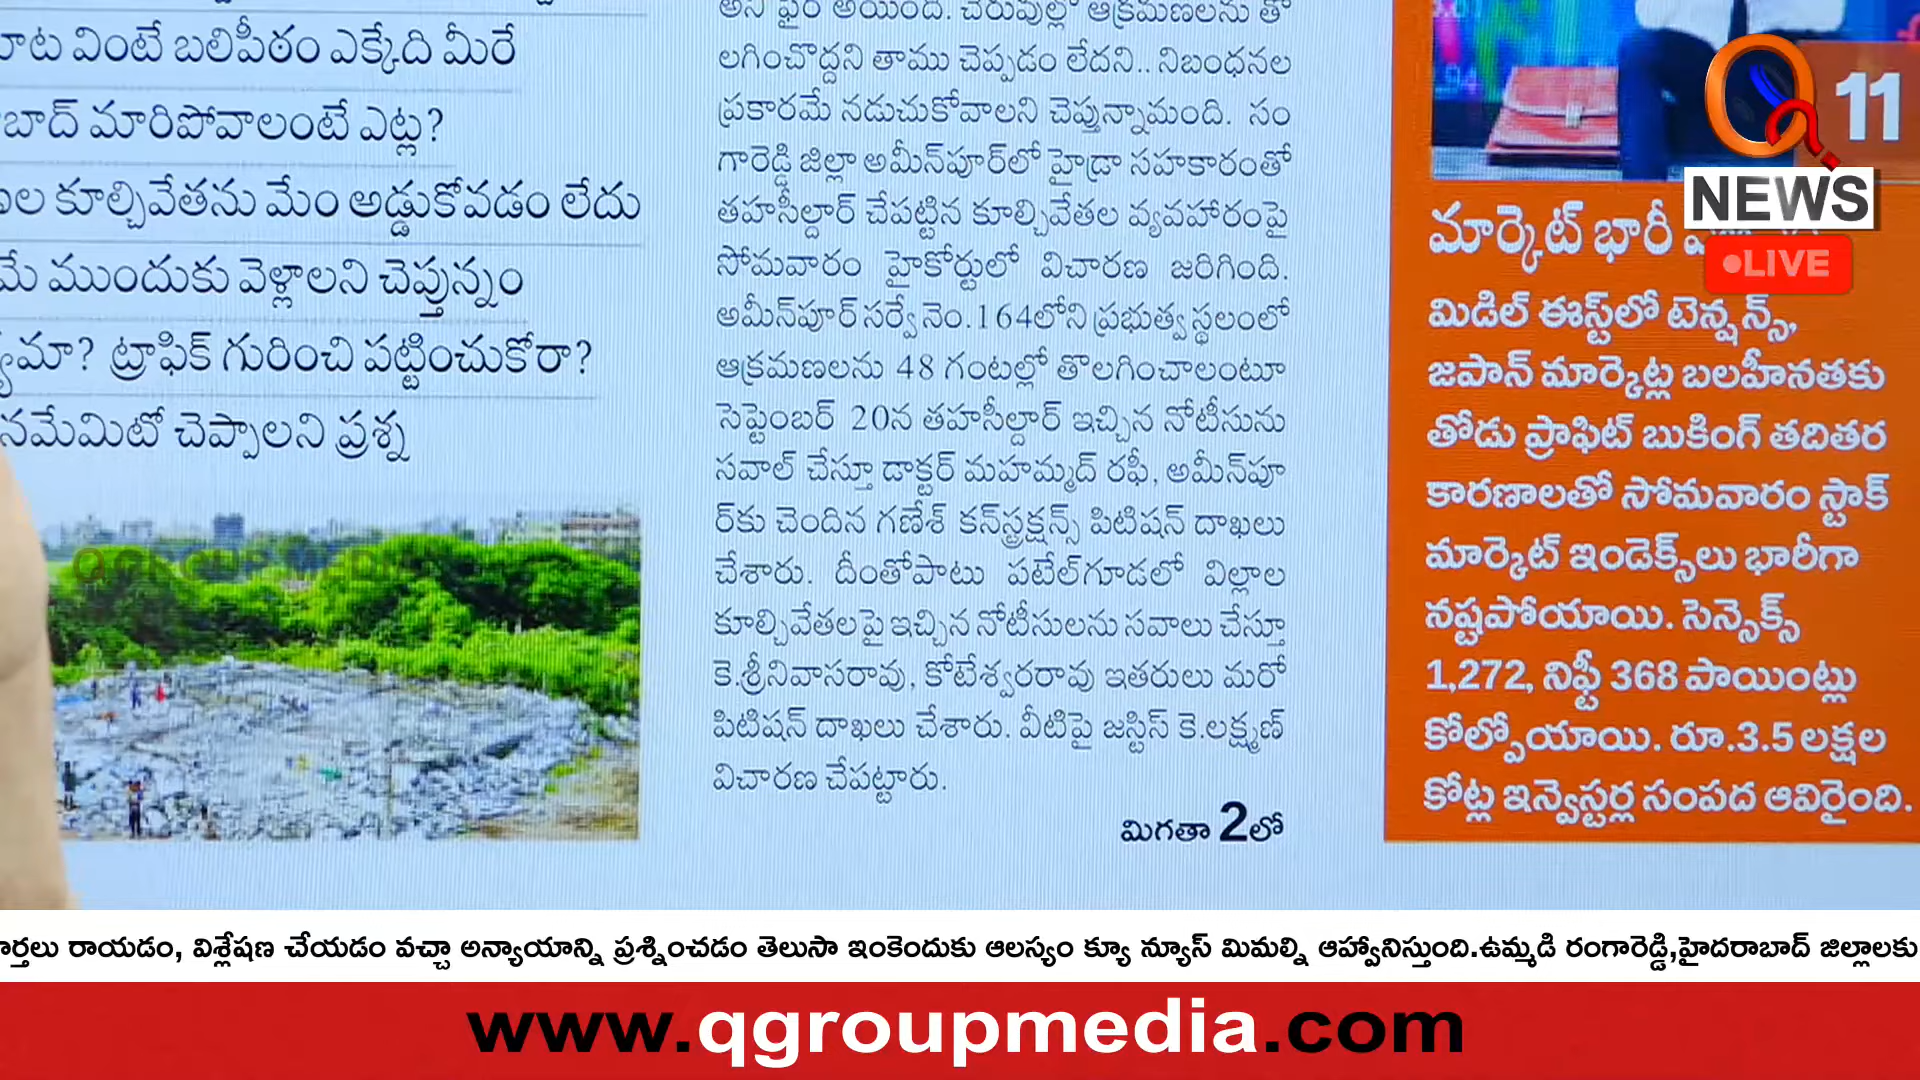 వింటే బలిపీఠం ఎక్కేది మీరే
బాద్ మారిపోవాలంటే ఎట్ల?
కూల్చివేతను మేం అడ్డుకోవడం లేదు
ముందుకు వెళ్లాలని చెప్తున్నం
ట్రాఫిక్ గురించి పట్టించుకోరా?
చెప్పాలని ప్రశ్న
అని ఫైర్ అయింది. చెరువుల్లో ఆక్రమణలను తొ
లగించొద్దని తాము చెప్పడం లేదని.. నిబంధనల
ప్రకారమే నడుచుకోవాలని చెప్తున్నామంది. సం
గారెడ్డి జిల్లా అమీన్‌పూర్‌లో హైడ్రా సహకారంతో
తహసీల్దార్ చేపట్టిన కూల్చివేతల వ్యవహారంపై
సోమవారం హైకోర్టులో విచారణ జరిగింది.
అమీన్‌పూర్ సర్వే నెం.164లోని ప్రభుత్వ స్థలంలో
ఆక్రమణలను 48 గంటల్లో తొలగించాలంటూ
సెప్టెంబర్ 20న తహసీల్దార్ ఇచ్చిన నోటీసును
సవాల్ చేస్తూ డాక్టర్ మహమ్మద్ రఫీ, అమీన్‌పూ
ర్‌కు చెందిన గణేశ్ కన్‌స్ట్రక్షన్స్ పిటిషన్ దాఖలు
చేశారు. దీంతోపాటు పటేల్‌గూడలో విల్లాల
కూల్చివేతలపై ఇచ్చిన నోటీసులను సవాలు చేస్తూ
కె.శ్రీనివాసరావు, కోటేశ్వరరావు ఇతరులు మరో
పిటిషన్ దాఖలు చేశారు. వీటిపై జస్టిస్ కె.లక్ష్మణ్
విచారణ చేపట్టారు.
మిగతా 2లో
Q 11
NEWS
LIVE
మార్కెట్ భారీ
మిడిల్ ఈస్ట్‌లో టెన్షన్స్,
జపాన్ మార్కెట్ల బలహీనతకు
తోడు ప్రాఫిట్ బుకింగ్ తదితర
కారణాలతో సోమవారం స్టాక్
మార్కెట్ ఇండెక్స్‌లు భారీగా
నష్టపోయాయి. సెన్సెక్స్
1,272, నిఫ్టీ 368 పాయింట్లు
కోల్పోయాయి. రూ.3.5 లక్షల
కోట్ల ఇన్వెస్టర్ల సంపద ఆవిరైంది.
Q GROUP MEDIA
రాయడం, విశ్లేషణ చేయడం వచ్చా అన్యాయాన్ని ప్రశ్నించడం తెలుసా ఇంకెందుకు ఆలస్యం క్యూ న్యూస్ మిమల్ని ఆహ్వానిస్తుంది.ఉమ్మడి రంగారెడ్డి,హైదరాబాద్ జిల్లాలకు
www.qgroupmedia.com